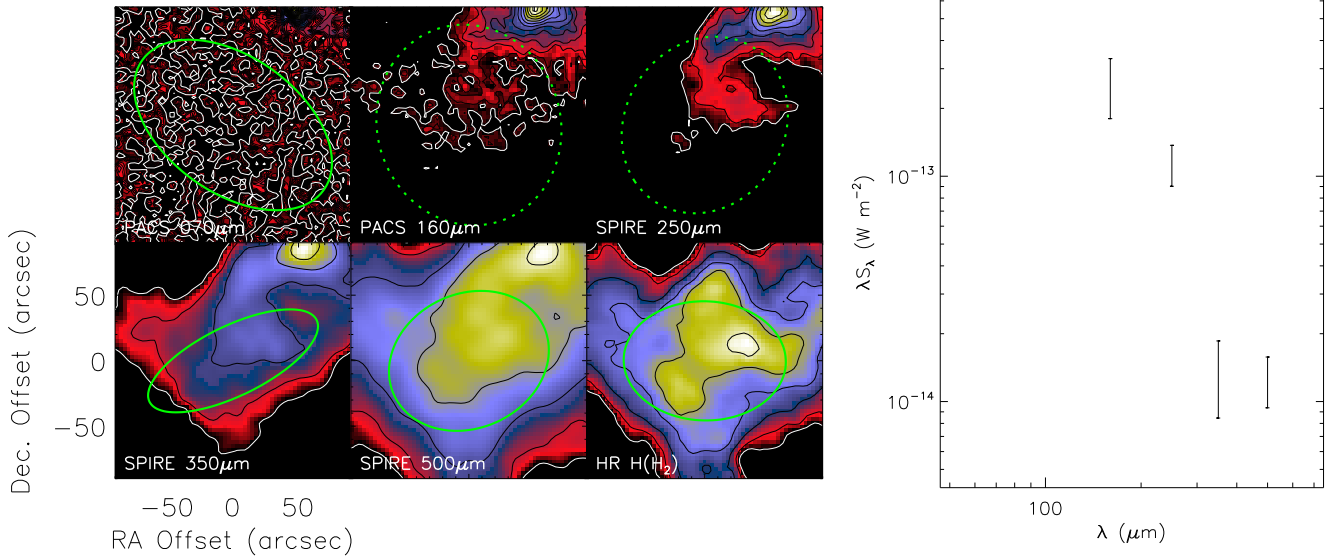 PACS 070μm
PACS 160μm
SPIRE 250μm
SPIRE 350μm
SPIRE 500μm
HR H(H₂)
Dec. Offset (arcsec)
50
0
−50
−50 0 50
RA Offset (arcsec)
λS_λ (W m⁻²)
10⁻¹³
10⁻¹⁴
100
λ (μm)